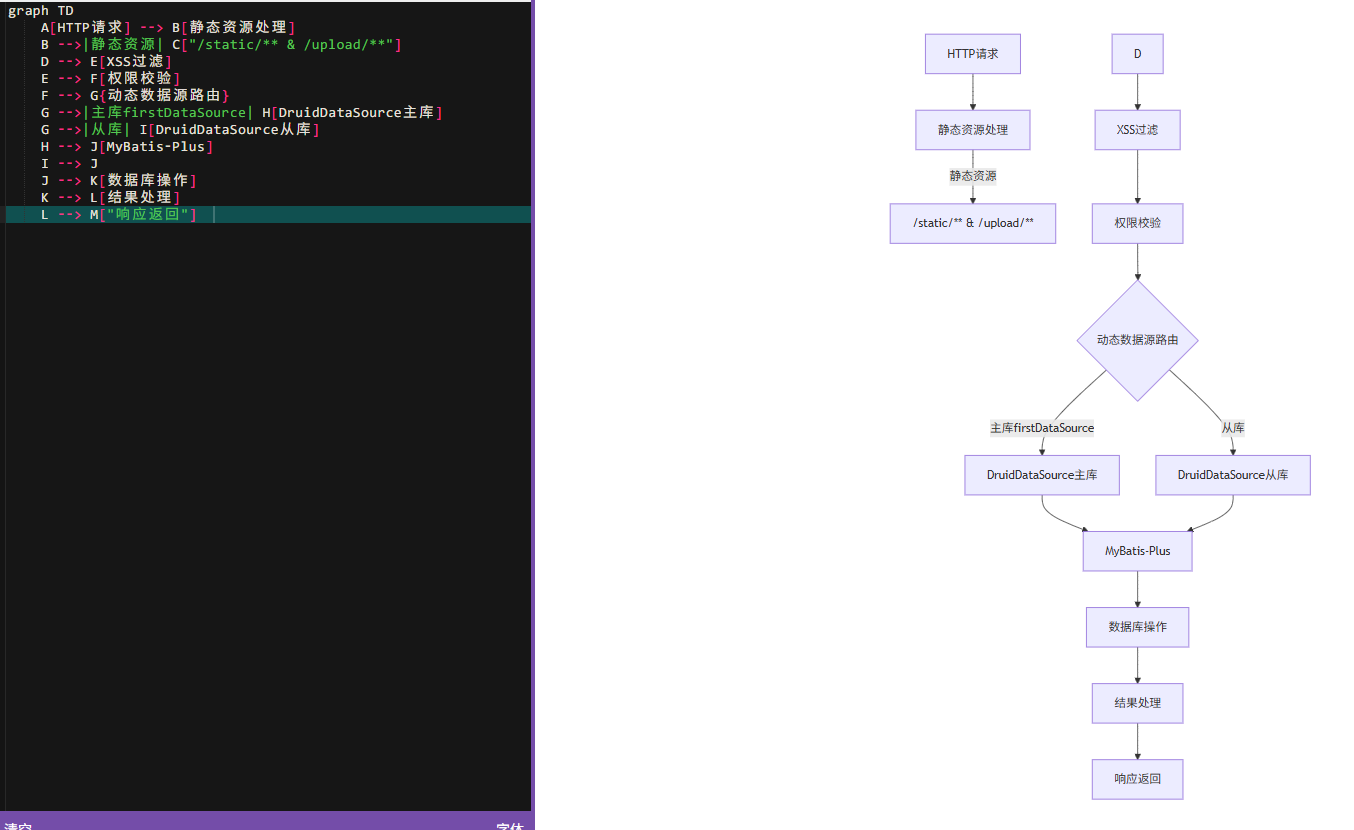 graph TD
    A[HTTP请求] --> B[静态资源处理]
    B -->|静态资源| C["/static/** & /upload/**"]
    D --> E[XSS过滤]
    E --> F[权限校验]
    F --> G{动态数据源路由}
    G -->|主库firstDataSource| H[DruidDataSource主库]
    G -->|从库| I[DruidDataSource从库]
    H --> J[MyBatis-Plus]
    I --> J
    J --> K[数据库操作]
    K --> L[结果处理]
    L --> M["响应返回"]
清空 字体
HTTP请求
静态资源处理
静态资源
/static/** & /upload/**
D
XSS过滤
权限校验
动态数据源路由
主库firstDataSource
从库
DruidDataSource主库
DruidDataSource从库
MyBatis-Plus
数据库操作
结果处理
响应返回